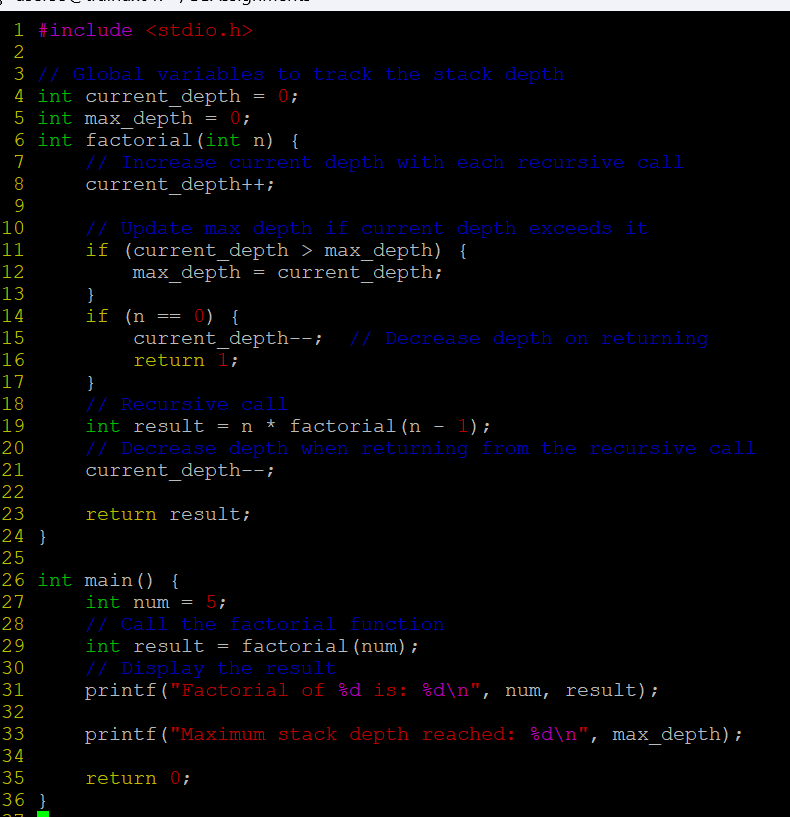 1 #include <stdio.h>
2
3 // Global variables to track the stack depth
4 int current_depth = 0;
5 int max_depth = 0;
6 int factorial(int n) {
7     // Increase current depth with each recursive call
8     current_depth++;
9
10     // Update max depth if current depth exceeds it
11     if (current_depth > max_depth) {
12         max_depth = current_depth;
13     }
14     if (n == 0) {
15         current_depth--;  // Decrease depth on returning
16         return 1;
17     }
18     // Recursive call
19     int result = n * factorial(n - 1);
20     // Decrease depth when returning from the recursive call
21     current_depth--;
22
23     return result;
24 }
25
26 int main() {
27     int num = 5;
28     // Call the factorial function
29     int result = factorial(num);
30     // Display the result
31     printf("Factorial of %d is: %d\n", num, result);
32
33     printf("Maximum stack depth reached: %d\n", max_depth);
34
35     return 0;
36 }